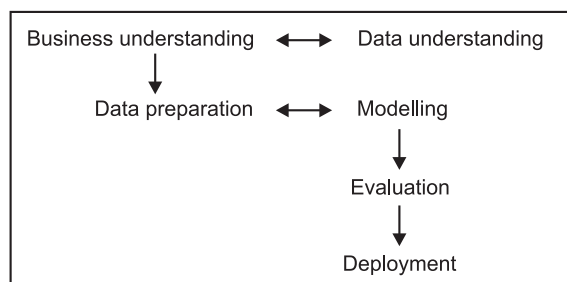 Business understanding Data understanding
Data preparation Modelling
Evaluation
Deployment